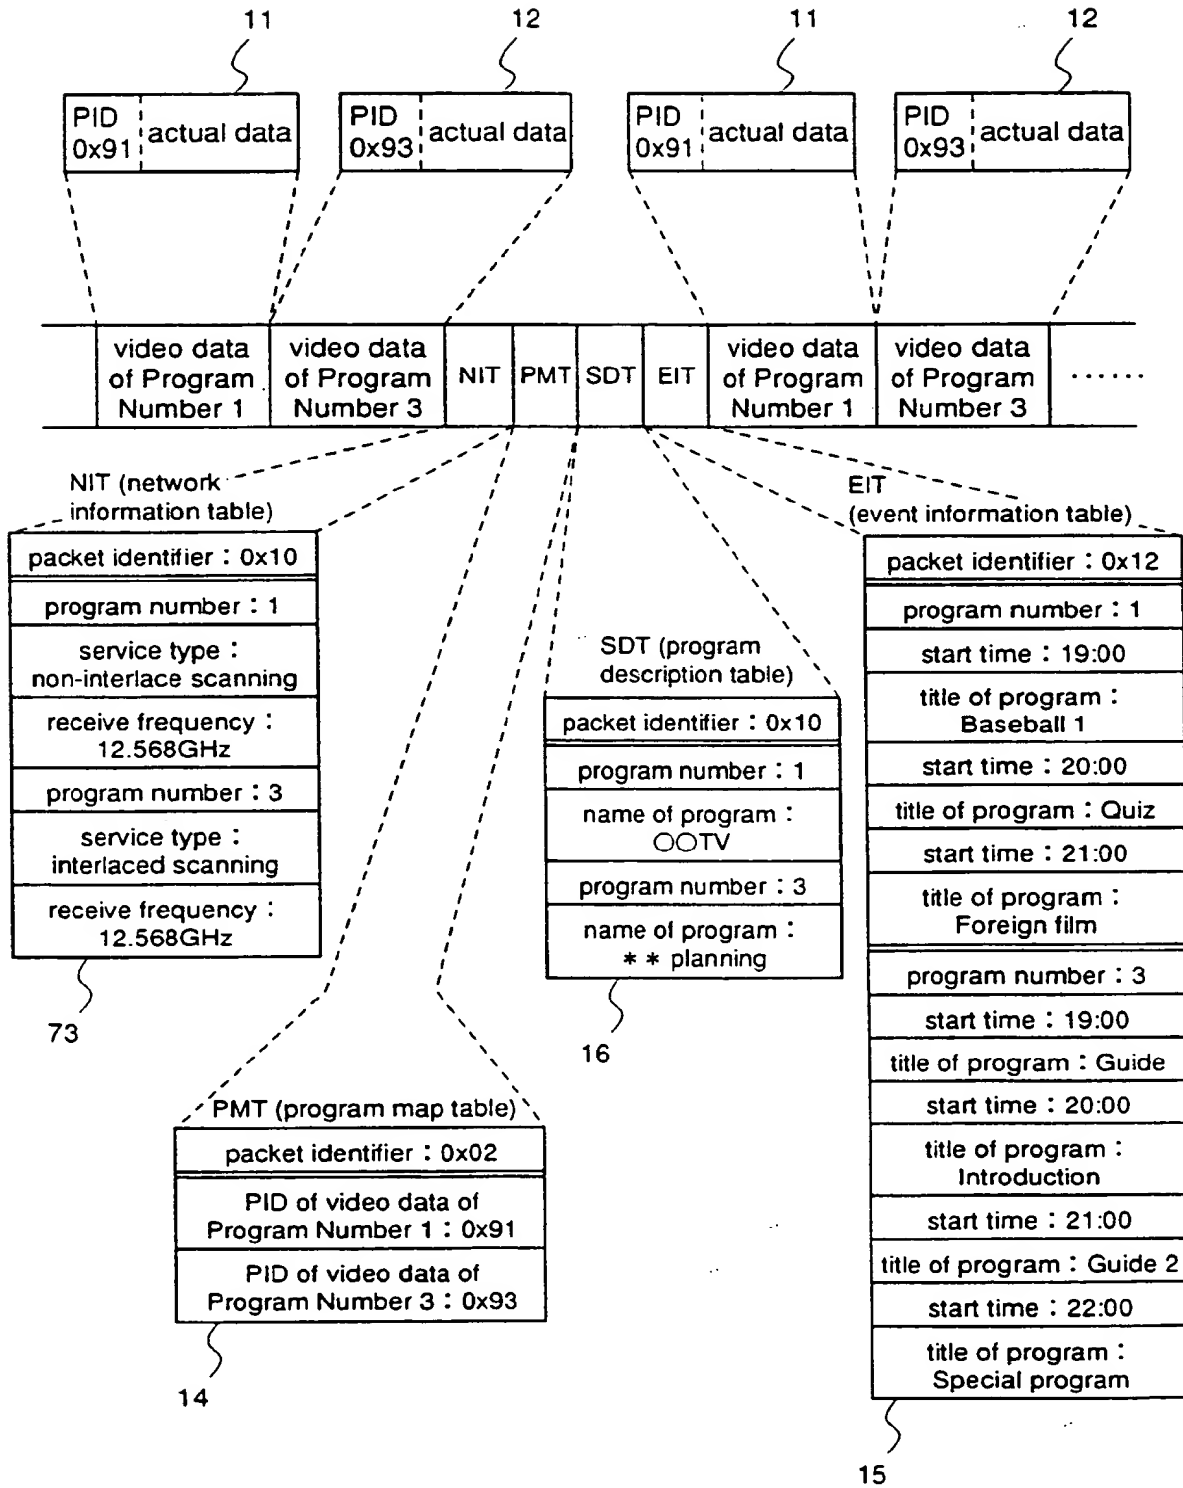 11
12
11
12
PID
0x91
actual data
PID
0x93
actual data
PID
0x91
actual data
PID
0x93
actual data
video data
of Program
Number 1
video data
of Program
Number 3
NIT
PMT
SDT
EIT
video data
of Program
Number 1
video data
of Program
Number 3
......
NIT (network
information table)
packet identifier : 0x10
program number : 1
service type :
non-interlace scanning
receive frequency :
12.568GHz
program number : 3
service type :
interlaced scanning
receive frequency :
12.568GHz
73
PMT (program map table)
packet identifier : 0x02
PID of video data of
Program Number 1 : 0x91
PID of video data of
Program Number 3 : 0x93
14
SDT (program
description table)
packet identifier : 0x10
program number : 1
name of program :
○○TV
program number : 3
name of program :
** planning
16
EIT
(event information table)
packet identifier : 0x12
program number : 1
start time : 19:00
title of program :
Baseball 1
start time : 20:00
title of program : Quiz
start time : 21:00
title of program :
Foreign film
program number : 3
start time : 19:00
title of program : Guide
start time : 20:00
title of program :
Introduction
start time : 21:00
title of program : Guide 2
start time : 22:00
title of program :
Special program
15